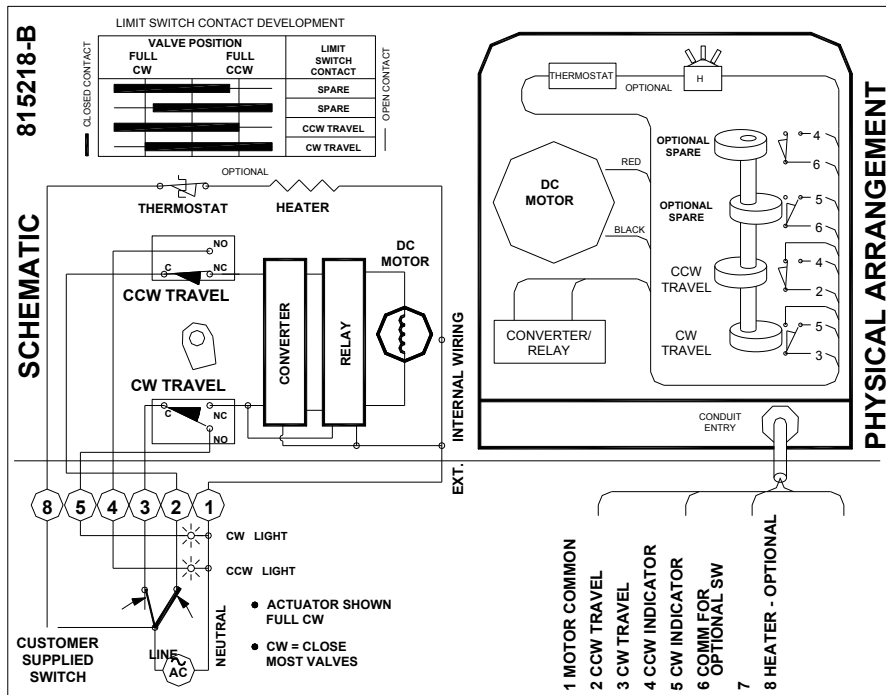 815218-B
LIMIT SWITCH CONTACT DEVELOPMENT
CLOSED CONTACT
VALVE POSITION
FULL CW
FULL CCW
LIMIT SWITCH CONTACT
SPARE
SPARE
CCW TRAVEL
CW TRAVEL
OPEN CONTACT
SCHEMATIC
OPTIONAL
THERMOSTAT
HEATER
NO
C
NC
CCW TRAVEL
CW TRAVEL
C
NC
NO
CONVERTER
RELAY
DC
MOTOR
INTERNAL WIRING
EXT.
8
5
4
3
2
1
CW LIGHT
CCW LIGHT
CUSTOMER
SUPPLIED
SWITCH
LINE
AC
NEUTRAL
• ACTUATOR SHOWN
FULL CW
• CW = CLOSE
MOST VALVES
PHYSICAL ARRANGEMENT
THERMOSTAT
OPTIONAL
H
DC
MOTOR
RED
BLACK
CONVERTER/
RELAY
OPTIONAL
SPARE
4
6
OPTIONAL
SPARE
5
6
CCW
TRAVEL
4
2
CW
TRAVEL
5
3
CONDUIT
ENTRY
1 MOTOR COMMON
2 CCW TRAVEL
3 CW TRAVEL
4 CCW INDICATOR
5 CW INDICATOR
6 COMM FOR
OPTIONAL SW
7
8 HEATER - OPTIONAL